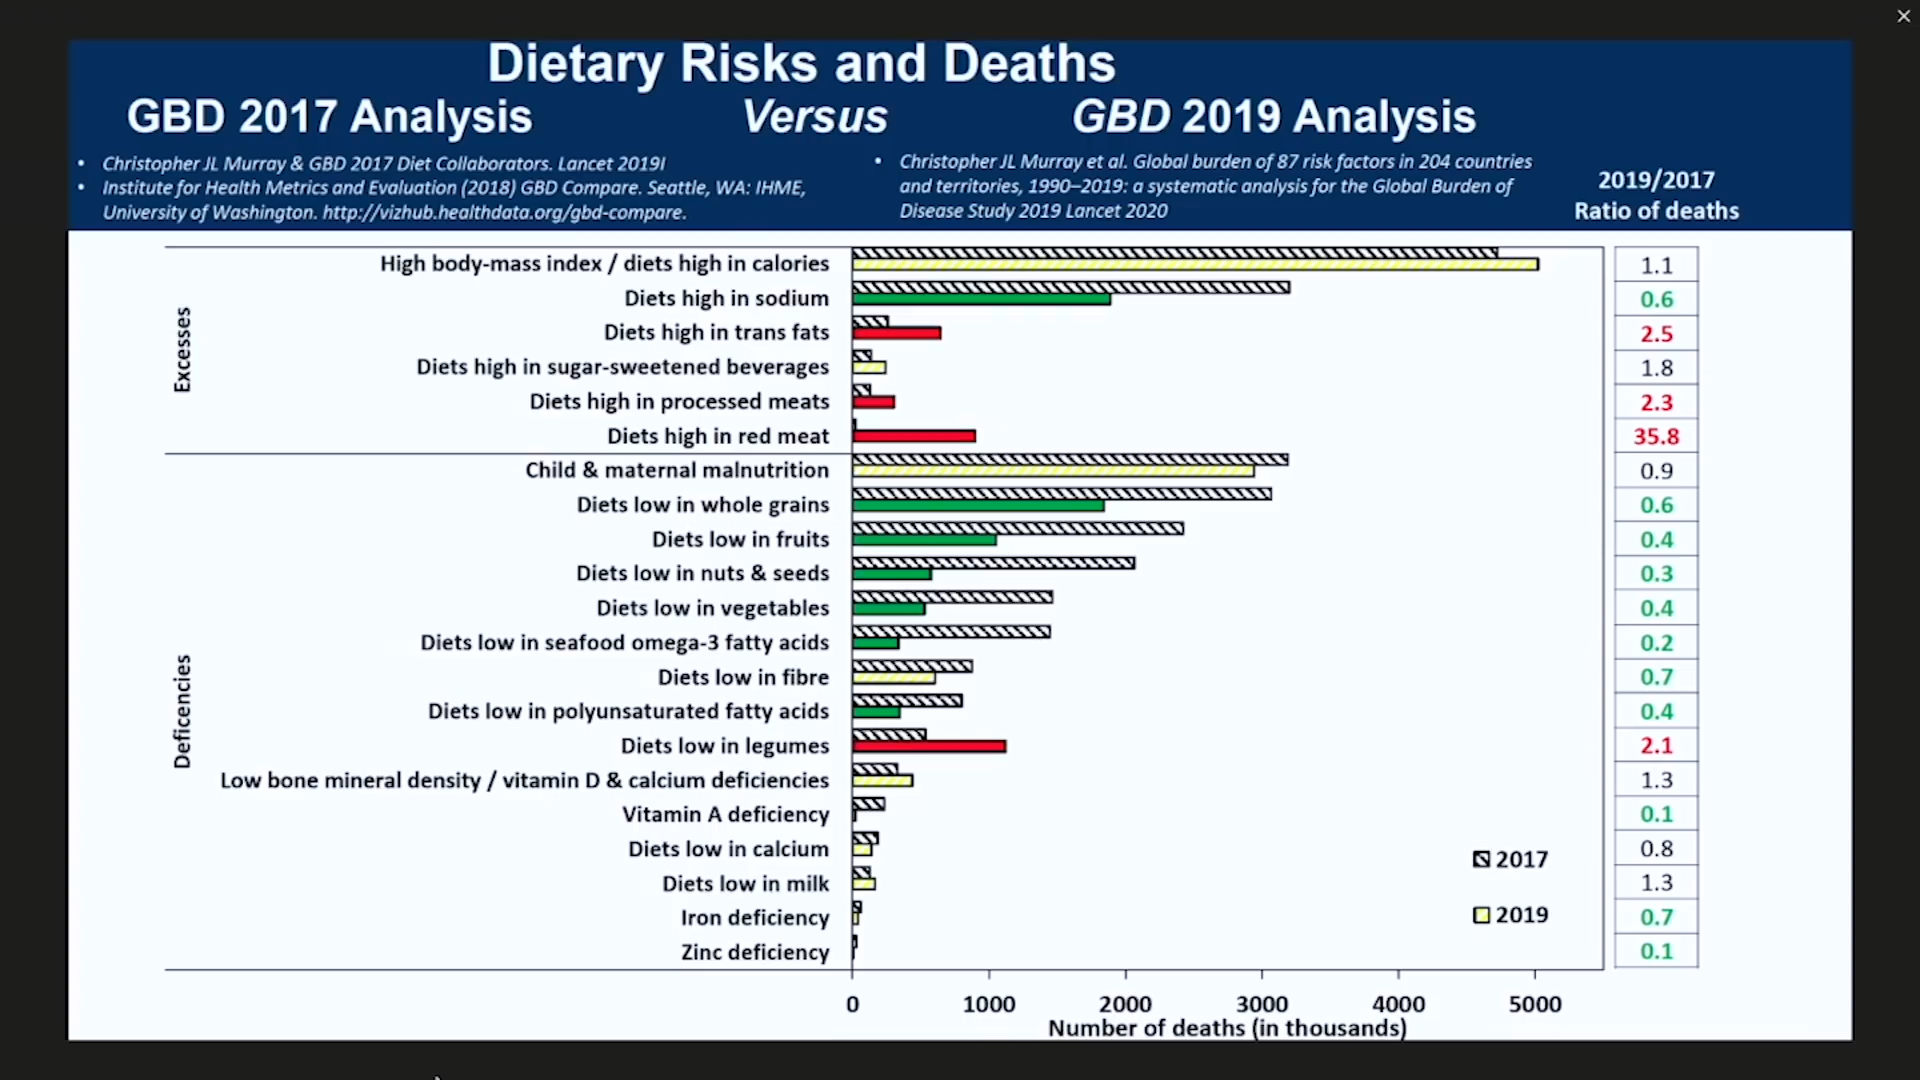 Dietary Risks and Deaths
GBD 2017 Analysis Versus GBD 2019 Analysis
• Christopher JL Murray & GBD 2017 Diet Collaborators. Lancet 2019l
• Institute for Health Metrics and Evaluation (2018) GBD Compare. Seattle, WA: IHME,
University of Washington. http://vizhub.healthdata.org/gbd-compare.
• Christopher JL Murray et al. Global burden of 87 risk factors in 204 countries
and territories, 1990–2019: a systematic analysis for the Global Burden of
Disease Study 2019 Lancet 2020
2019/2017
Ratio of deaths
Excesses
High body-mass index / diets high in calories 1.1
Diets high in sodium 0.6
Diets high in trans fats 2.5
Diets high in sugar-sweetened beverages 1.8
Diets high in processed meats 2.3
Diets high in red meat 35.8
Deficencies
Child & maternal malnutrition 0.9
Diets low in whole grains 0.6
Diets low in fruits 0.4
Diets low in nuts & seeds 0.3
Diets low in vegetables 0.4
Diets low in seafood omega-3 fatty acids 0.2
Diets low in fibre 0.7
Diets low in polyunsaturated fatty acids 0.4
Diets low in legumes 2.1
Low bone mineral density / vitamin D & calcium deficiencies 1.3
Vitamin A deficiency 0.1
Diets low in calcium 0.8
Diets low in milk 1.3
Iron deficiency 0.7
Zinc deficiency 0.1
2017
2019
0 1000 2000 3000 4000 5000
Number of deaths (in thousands)